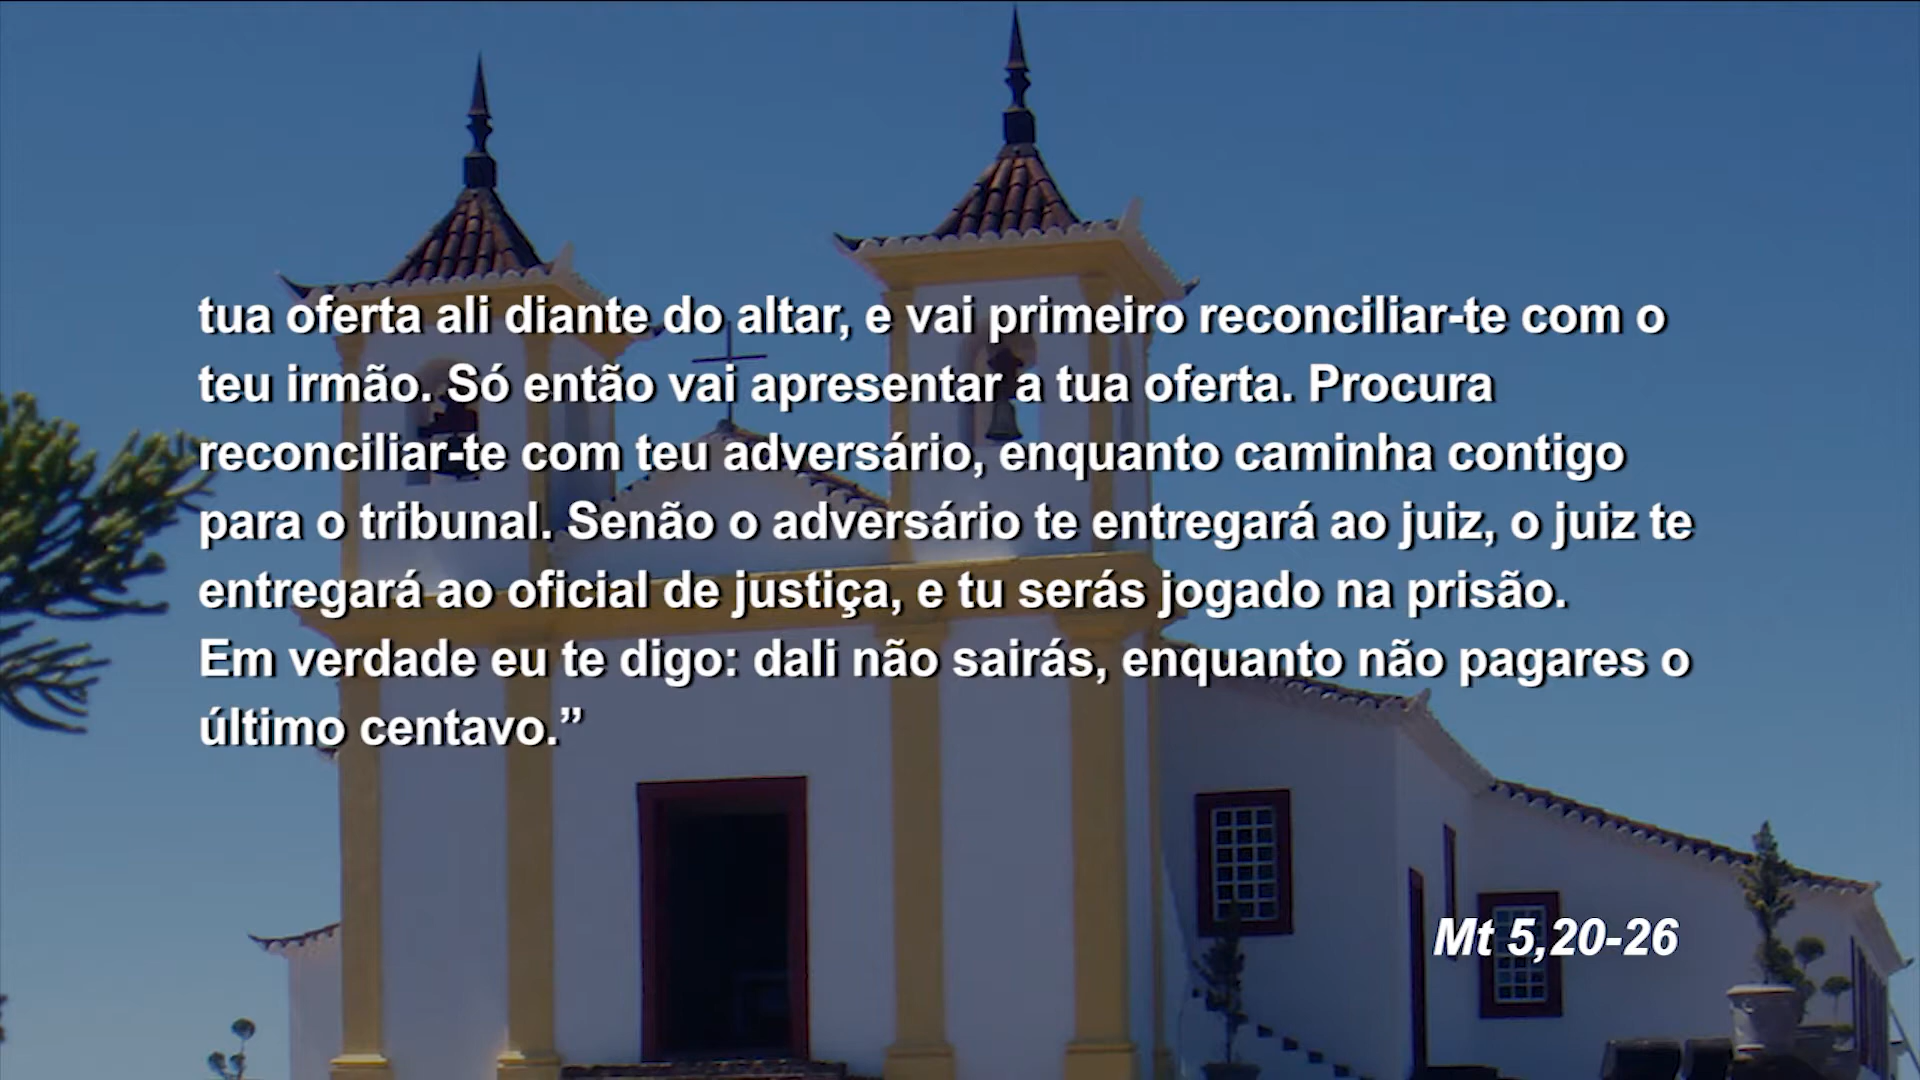 tua oferta ali diante do altar, e vai primeiro reconciliar-te com o
teu irmão. Só então vai apresentar a tua oferta. Procura
reconciliar-te com teu adversário, enquanto caminha contigo
para o tribunal. Senão o adversário te entregará ao juiz, o juiz te
entregará ao oficial de justiça, e tu serás jogado na prisão.
Em verdade eu te digo: dali não sairás, enquanto não pagares o
último centavo.”
Mt 5,20-26